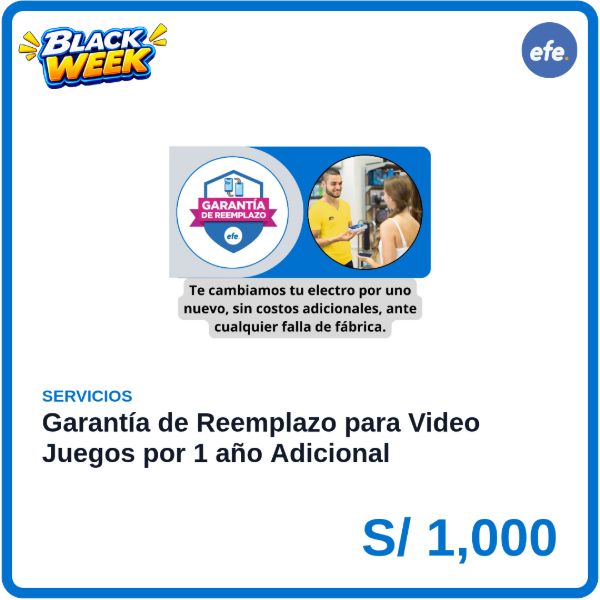 BLACK
WEEK
efe.
GARANTÍA
DE REEMPLAZO
efe
Te cambiamos tu electro por uno
nuevo, sin costos adicionales, ante
cualquier falla de fábrica.
SERVICIOS
Garantía de Reemplazo para Video
Juegos por 1 año Adicional
S/ 1,000